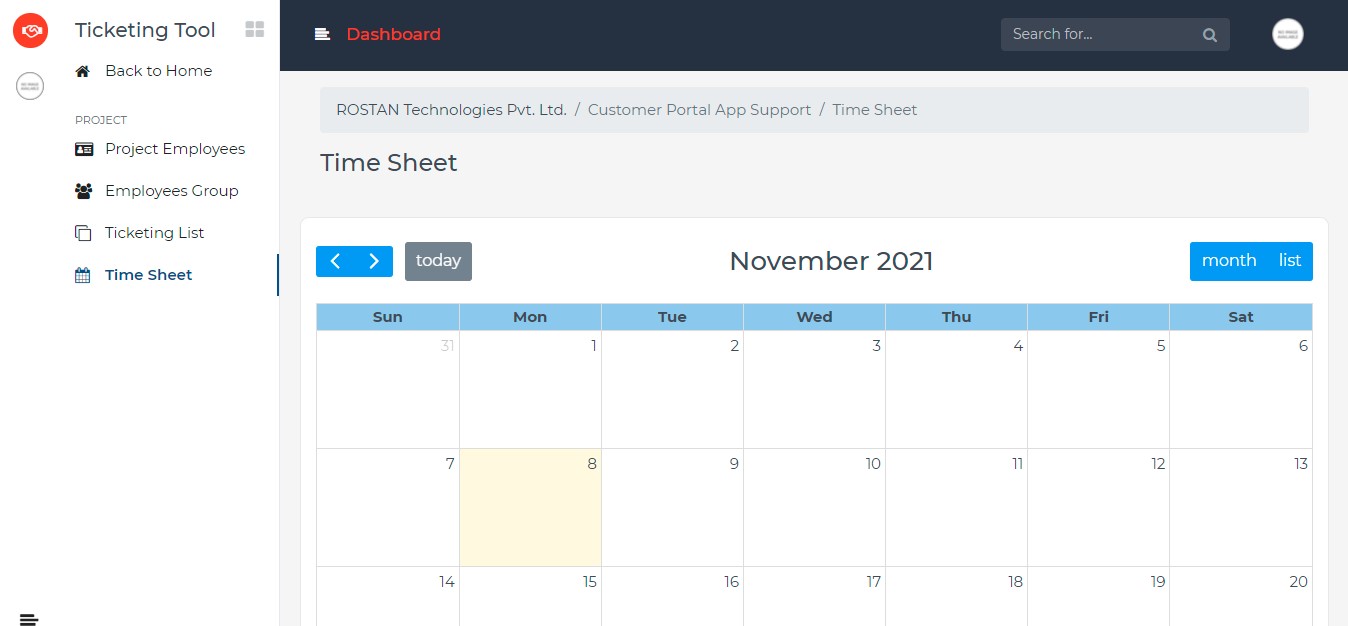 Ticketing Tool
Back to Home
PROJECT
Project Employees
Employees Group
Ticketing List
Time Sheet
Dashboard
Search for...
ROSTAN Technologies Pvt. Ltd. / Customer Portal App Support / Time Sheet
Time Sheet
today
November 2021
month list
Sun Mon Tue Wed Thu Fri Sat
31 1 2 3 4 5 6
7 8 9 10 11 12 13
14 15 16 17 18 19 20